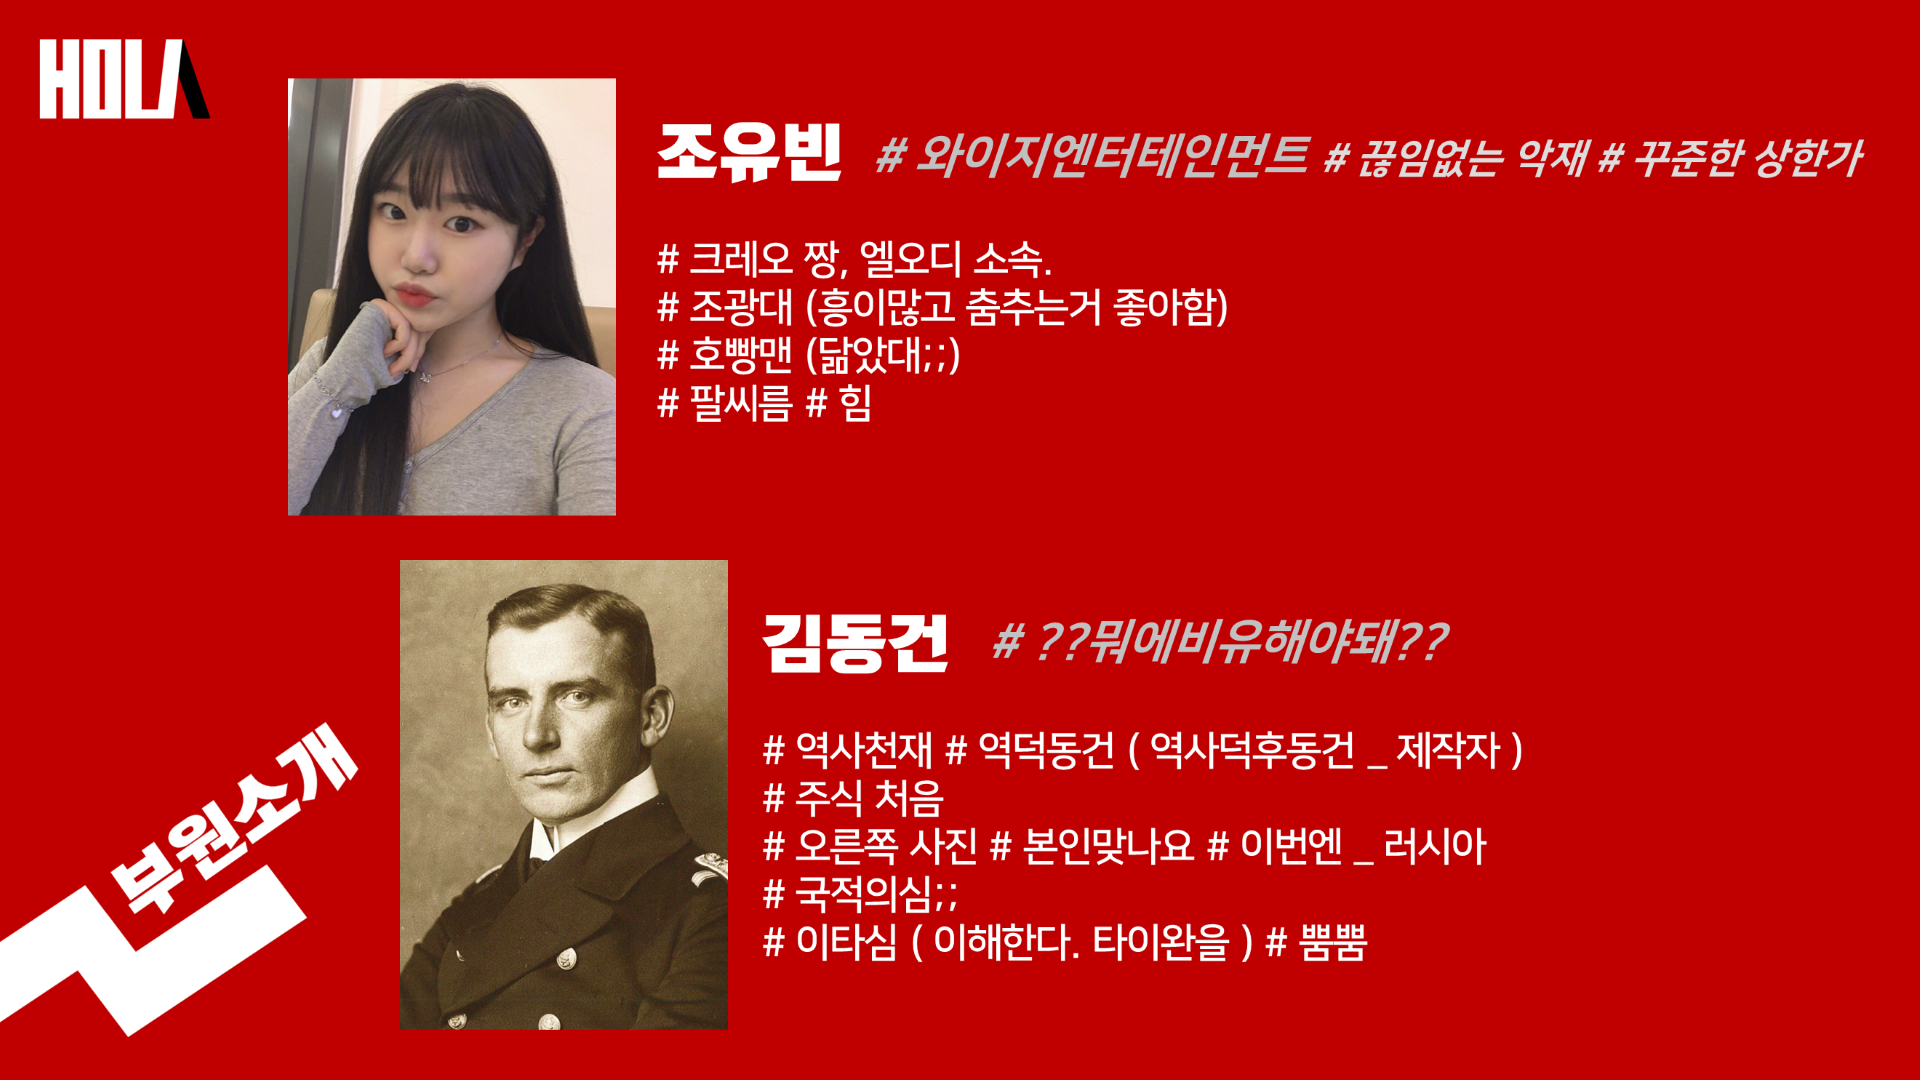 HOLA
조유빈 # 와이지엔터테인먼트 # 끊임없는 악재 # 꾸준한 상한가
# 크레오 짱, 엘오디 소속.
# 조광대 (흥이많고 춤추는거 좋아함)
# 호빵맨 (닮았대;;)
# 팔씨름 # 힘
김동건 # ??뭐에비유해야돼??
# 역사천재 # 역덕동건 ( 역사덕후동건 _ 제작자 )
# 주식 처음
# 오른쪽 사진 # 본인맞나요 # 이번엔 _ 러시아
# 국적의심;;
# 이타심 ( 이해한다. 타이완을 ) # 뿜뿜
부원소개